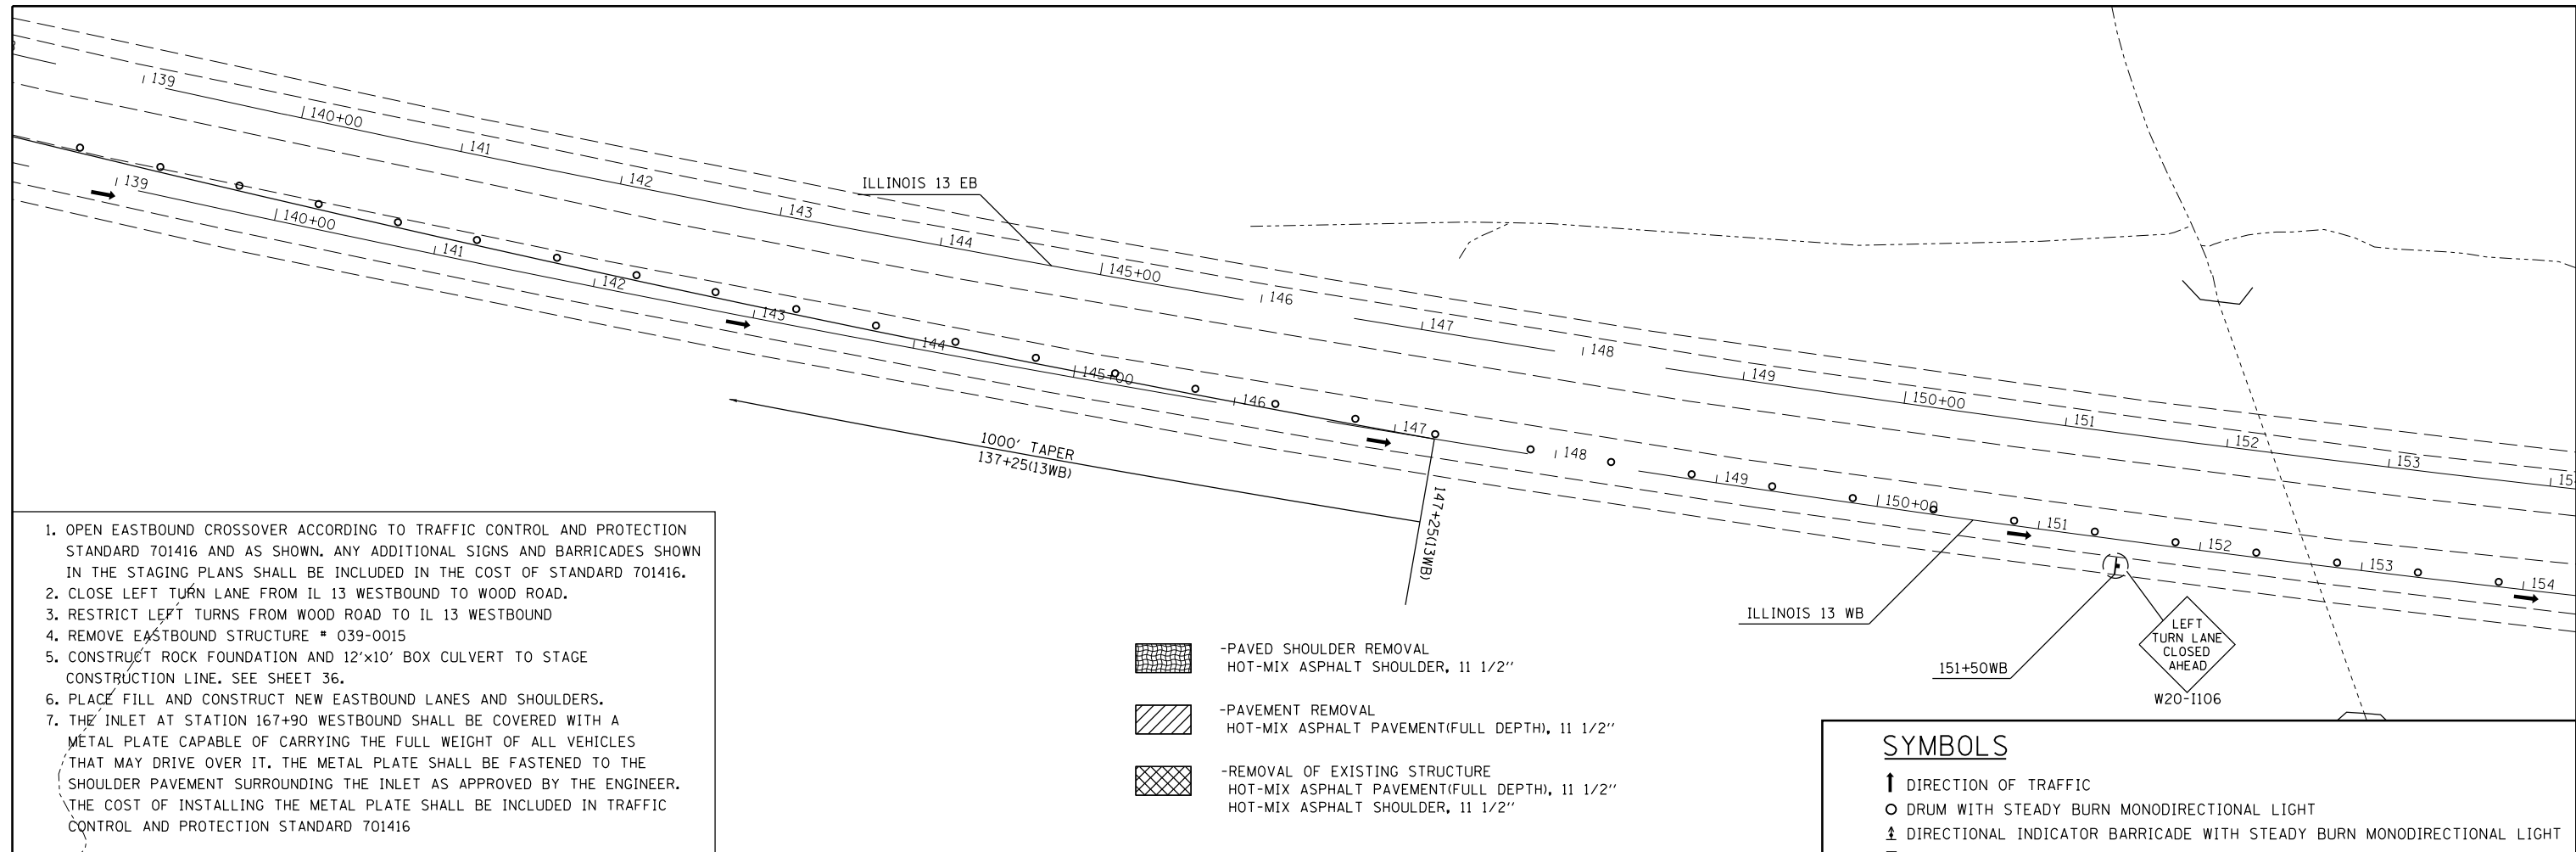 139
140+00
141
142
143
144
145+00
146
147
148
149
150+00
151
152
153
ILLINOIS 13 EB
139
140+00
141
142
143
144
145+00
146
147
148
149
150+00
151
152
153
154
1000' TAPER
137+25(13WB)
147+25(13WB)
ILLINOIS 13 WB
151+50WB
LEFT
TURN LANE
CLOSED
AHEAD
W20-I106
1. OPEN EASTBOUND CROSSOVER ACCORDING TO TRAFFIC CONTROL AND PROTECTION
STANDARD 701416 AND AS SHOWN. ANY ADDITIONAL SIGNS AND BARRICADES SHOWN
IN THE STAGING PLANS SHALL BE INCLUDED IN THE COST OF STANDARD 701416.
2. CLOSE LEFT TURN LANE FROM IL 13 WESTBOUND TO WOOD ROAD.
3. RESTRICT LEFT TURNS FROM WOOD ROAD TO IL 13 WESTBOUND
4. REMOVE EASTBOUND STRUCTURE # 039-0015
5. CONSTRUCT ROCK FOUNDATION AND 12'x10' BOX CULVERT TO STAGE
CONSTRUCTION LINE. SEE SHEET 36.
6. PLACE FILL AND CONSTRUCT NEW EASTBOUND LANES AND SHOULDERS.
7. THE INLET AT STATION 167+90 WESTBOUND SHALL BE COVERED WITH A
METAL PLATE CAPABLE OF CARRYING THE FULL WEIGHT OF ALL VEHICLES
THAT MAY DRIVE OVER IT. THE METAL PLATE SHALL BE FASTENED TO THE
SHOULDER PAVEMENT SURROUNDING THE INLET AS APPROVED BY THE ENGINEER.
THE COST OF INSTALLING THE METAL PLATE SHALL BE INCLUDED IN TRAFFIC
CONTROL AND PROTECTION STANDARD 701416
-PAVED SHOULDER REMOVAL
HOT-MIX ASPHALT SHOULDER, 11 1/2"
-PAVEMENT REMOVAL
HOT-MIX ASPHALT PAVEMENT(FULL DEPTH), 11 1/2"
-REMOVAL OF EXISTING STRUCTURE
HOT-MIX ASPHALT PAVEMENT(FULL DEPTH), 11 1/2"
HOT-MIX ASPHALT SHOULDER, 11 1/2"
SYMBOLS
DIRECTION OF TRAFFIC
DRUM WITH STEADY BURN MONODIRECTIONAL LIGHT
DIRECTIONAL INDICATOR BARRICADE WITH STEADY BURN MONODIRECTIONAL LIGHT